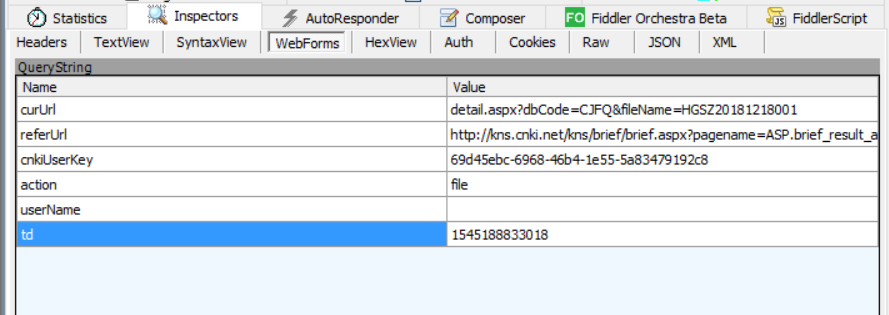 Statistics Inspectors AutoResponder Composer FO Fiddler Orchestra Beta FiddlerScript
Headers TextView SyntaxView WebForms HexView Auth Cookies Raw JSON XML
QueryString
Name Value
curUrl detail.aspx?dbCode=CJFQ&fileName=HGSZ20181218001
referUrl http://kns.cnki.net/kns/brief/brief.aspx?pagename=ASP.brief_result_a
cnkiUserKey 69d45ebc-6968-46b4-1e55-5a83479192c8
action file
userName
td 1545188833018